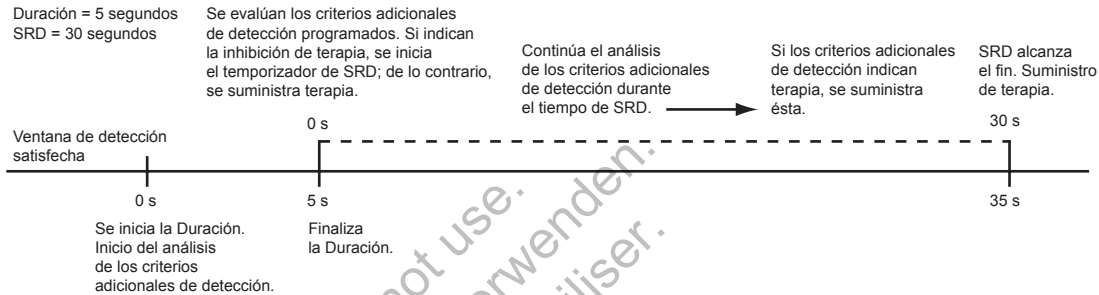 Duración = 5 segundos
SRD = 30 segundos
Se evalúan los criterios adicionales
de detección programados. Si indican
la inhibición de terapia, se inicia
el temporizador de SRD; de lo contrario,
se suministra terapia.
Continúa el análisis
de los criterios adicionales
de detección durante
el tiempo de SRD.
Si los criterios adicionales
de detección indican
terapia, se suministra
ésta.
SRD alcanza
el fin. Suministro
de terapia.
Ventana de detección
satisfecha
0 s
30 s
0 s
5 s
35 s
Se inicia la Duración.
Inicio del análisis
de los criterios
adicionales de detección.
Finaliza
la Duración.
not use.